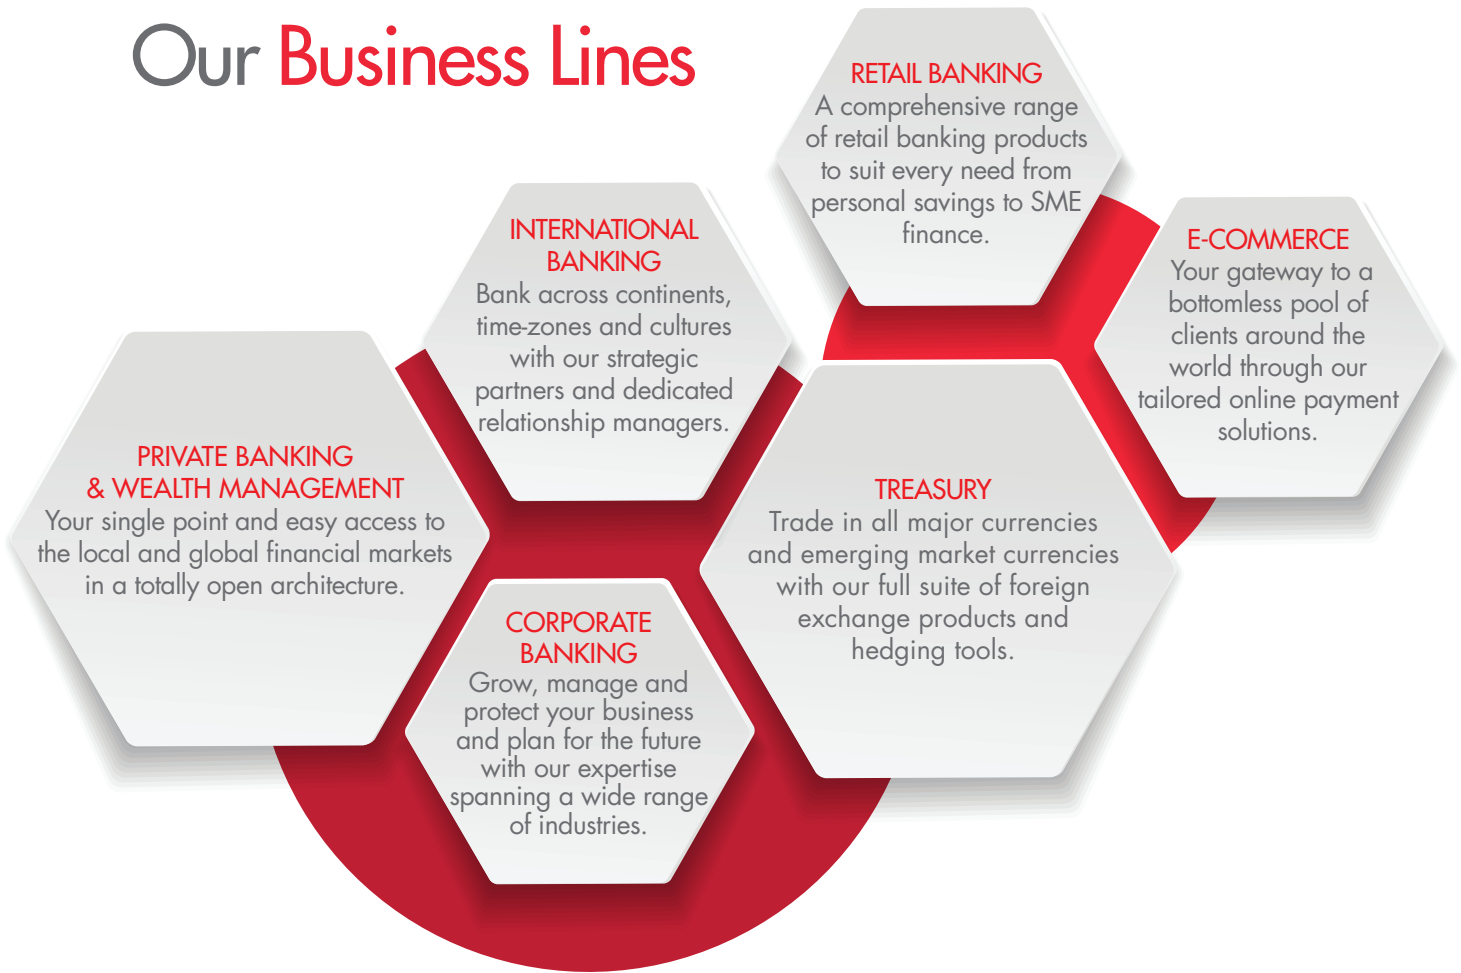 Our Business Lines
RETAIL BANKING
A comprehensive range
of retail banking products
to suit every need from
personal savings to SME
finance.
INTERNATIONAL
BANKING
Bank across continents,
time-zones and cultures
with our strategic
partners and dedicated
relationship managers.
E-COMMERCE
Your gateway to a
bottomless pool of
clients around the
world through our
tailored online payment
solutions.
PRIVATE BANKING
& WEALTH MANAGEMENT
Your single point and easy access to
the local and global financial markets
in a totally open architecture.
TREASURY
Trade in all major currencies
and emerging market currencies
with our full suite of foreign
exchange products and
hedging tools.
CORPORATE
BANKING
Grow, manage and
protect your business
and plan for the future
with our expertise
spanning a wide range
of industries.